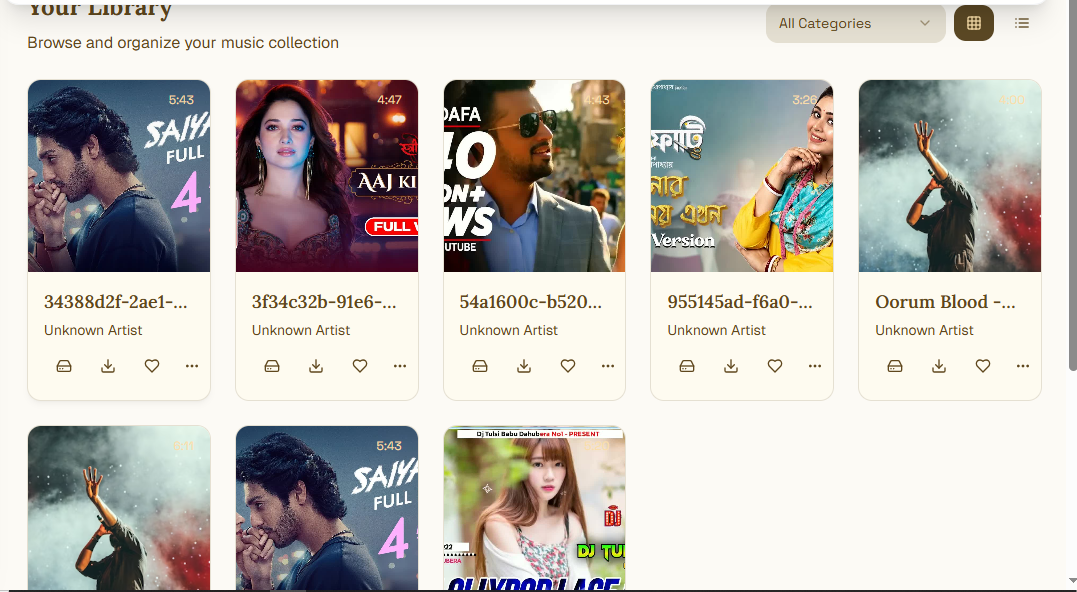 Your Library
All Categories
Browse and organize your music collection
5:43
SAIYA
FULL
4
34388d2f-2ae1-...
Unknown Artist
4:47
AAJ KI
FULL V
3f34c32b-91e6-...
Unknown Artist
4:43
DAFA
ON+
WS
UTUBE
54a1600c-b520...
Unknown Artist
3:26
ফাটি
নার
য় এখন
Version
955145ad-f6a0-...
Unknown Artist
Oorum Blood -...
Unknown Artist
5:43
SAIYA
FULL
4
Dj Tulsi Babu Dahubera No1 - PRESENT
DJ TUL